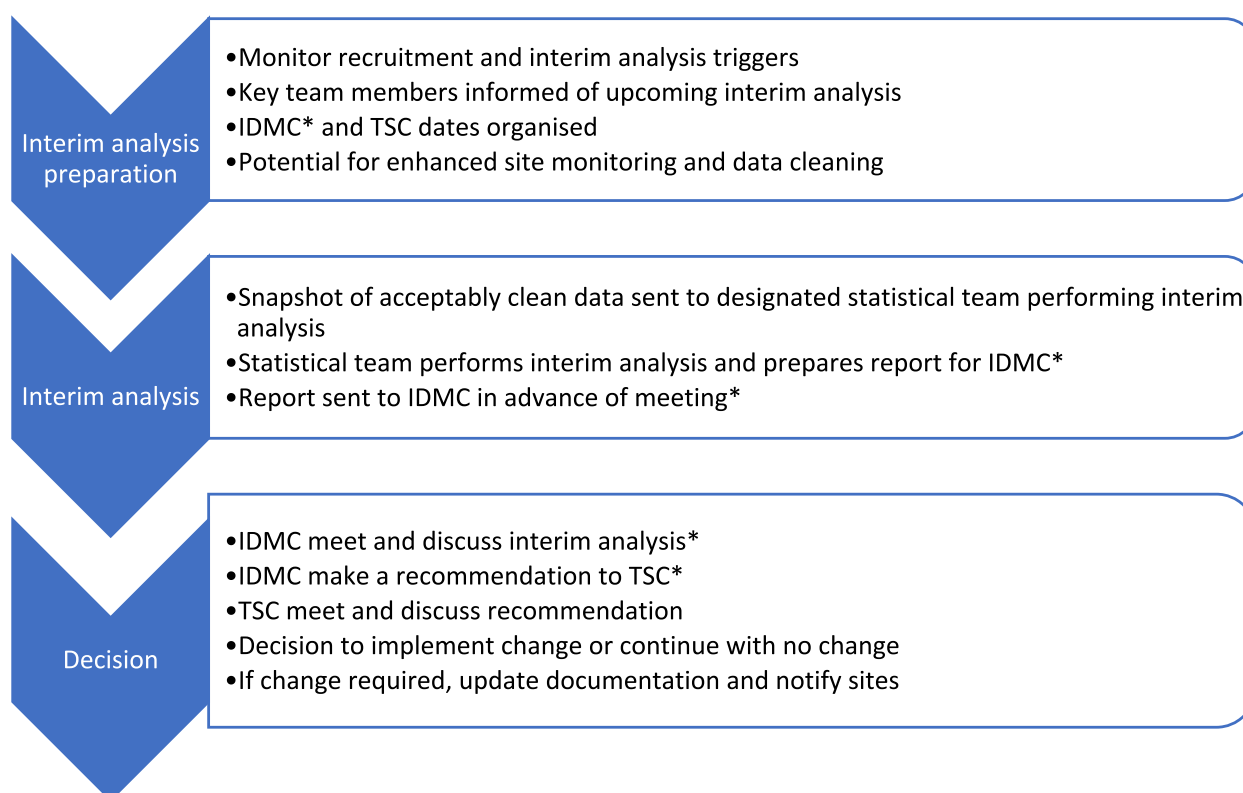 Interim analysis
preparation
•Monitor recruitment and interim analysis triggers
•Key team members informed of upcoming interim analysis
•IDMC* and TSC dates organised
•Potential for enhanced site monitoring and data cleaning
Interim analysis
•Snapshot of acceptably clean data sent to designated statistical team performing interim
analysis
•Statistical team performs interim analysis and prepares report for IDMC*
•Report sent to IDMC in advance of meeting*
Decision
•IDMC meet and discuss interim analysis*
•IDMC make a recommendation to TSC*
•TSC meet and discuss recommendation
•Decision to implement change or continue with no change
•If change required, update documentation and notify sites